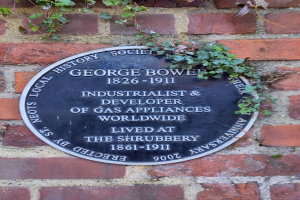 ST. NEOTS LOCAL HISTORY SOCIETY
GEORGE BOWE
1826 - 1911
INDUSTRIALIST &
DEVELOPER
OF GAS APPLIANCES
WORLDWIDE
LIVED AT
THE SHRUBBERY
1861-1911
ANNIVERSARY
ERECTED BY
2006